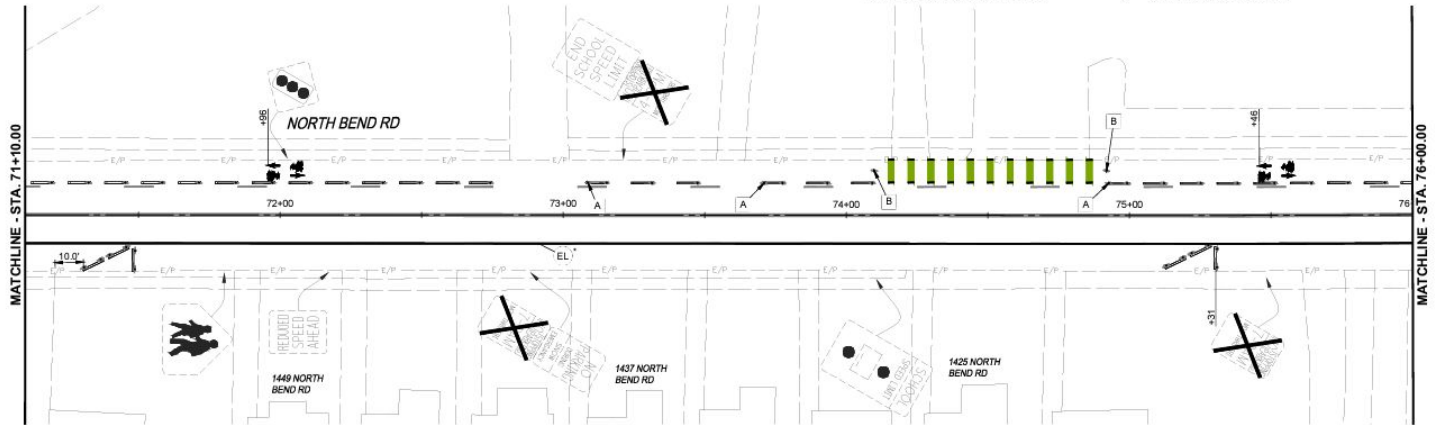 MATCHLINE - STA. 71+10.00
END
SCHOOL
SPEED
LIMIT
+96
NORTH BEND RD
+46
B
E/P
E/P
E/P
E/P
E/P
E/P
E/P
E/P
E/P
A
A
B
A
72+00
73+00
74+00
75+00
76
MATCHLINE - STA. 76+00.00
EL
10.0'
E/P
E/P
E/P
E/P
E/P
E/P
E/P
E/P
E/P
+31
REDUCED
SPEED
AHEAD
NO
SCHOOL
SPEED LIMIT
1449 NORTH
BEND RD
1437 NORTH
BEND RD
1425 NORTH
BEND RD